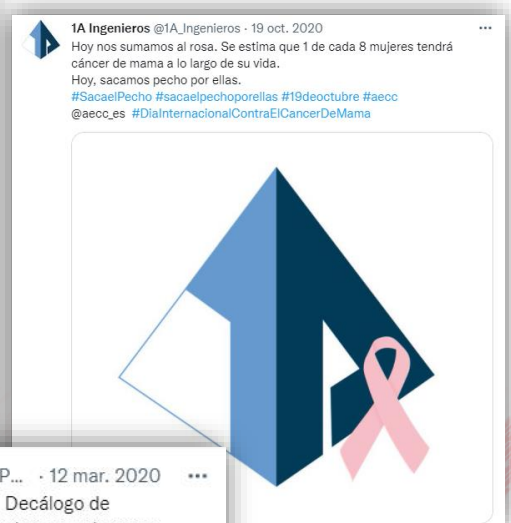 1A Ingenieros @1A_Ingenieros · 19 oct. 2020 ...
Hoy nos sumamos al rosa. Se estima que 1 de cada 8 mujeres tendrá
cáncer de mama a lo largo de su vida.
Hoy, sacamos pecho por ellas.
#SacaelPecho #sacaelpechoporellas #19deoctubre #aecc
@aecc_es #DiaInternacionalContraElCancerDeMama
P... · 12 mar. 2020 ...
Decálogo de